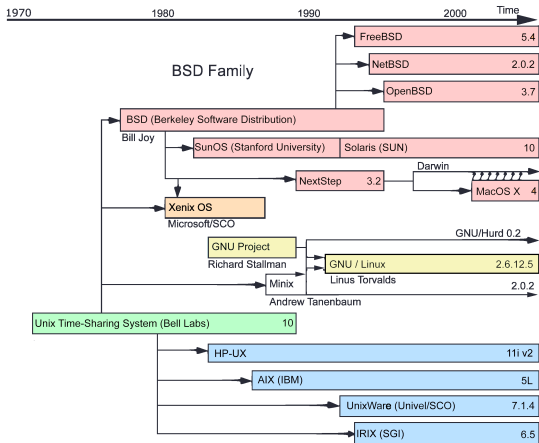 1970 1980 1990 2000 Time
BSD Family
FreeBSD 5.4
NetBSD 2.0.2
OpenBSD 3.7
BSD (Berkeley Software Distribution)
Bill Joy
SunOS (Stanford University) Solaris (SUN) 10
Darwin
NextStep 3.2
MacOS X 4
Xenix OS
Microsoft/SCO
GNU/Hurd 0.2
GNU Project
Richard Stallman
GNU / Linux 2.6.12.5
Linus Torvalds
Minix 2.0.2
Andrew Tanenbaum
Unix Time-Sharing System (Bell Labs) 10
HP-UX 11i v2
AIX (IBM) 5L
UnixWare (Univel/SCO) 7.1.4
IRIX (SGI) 6.5